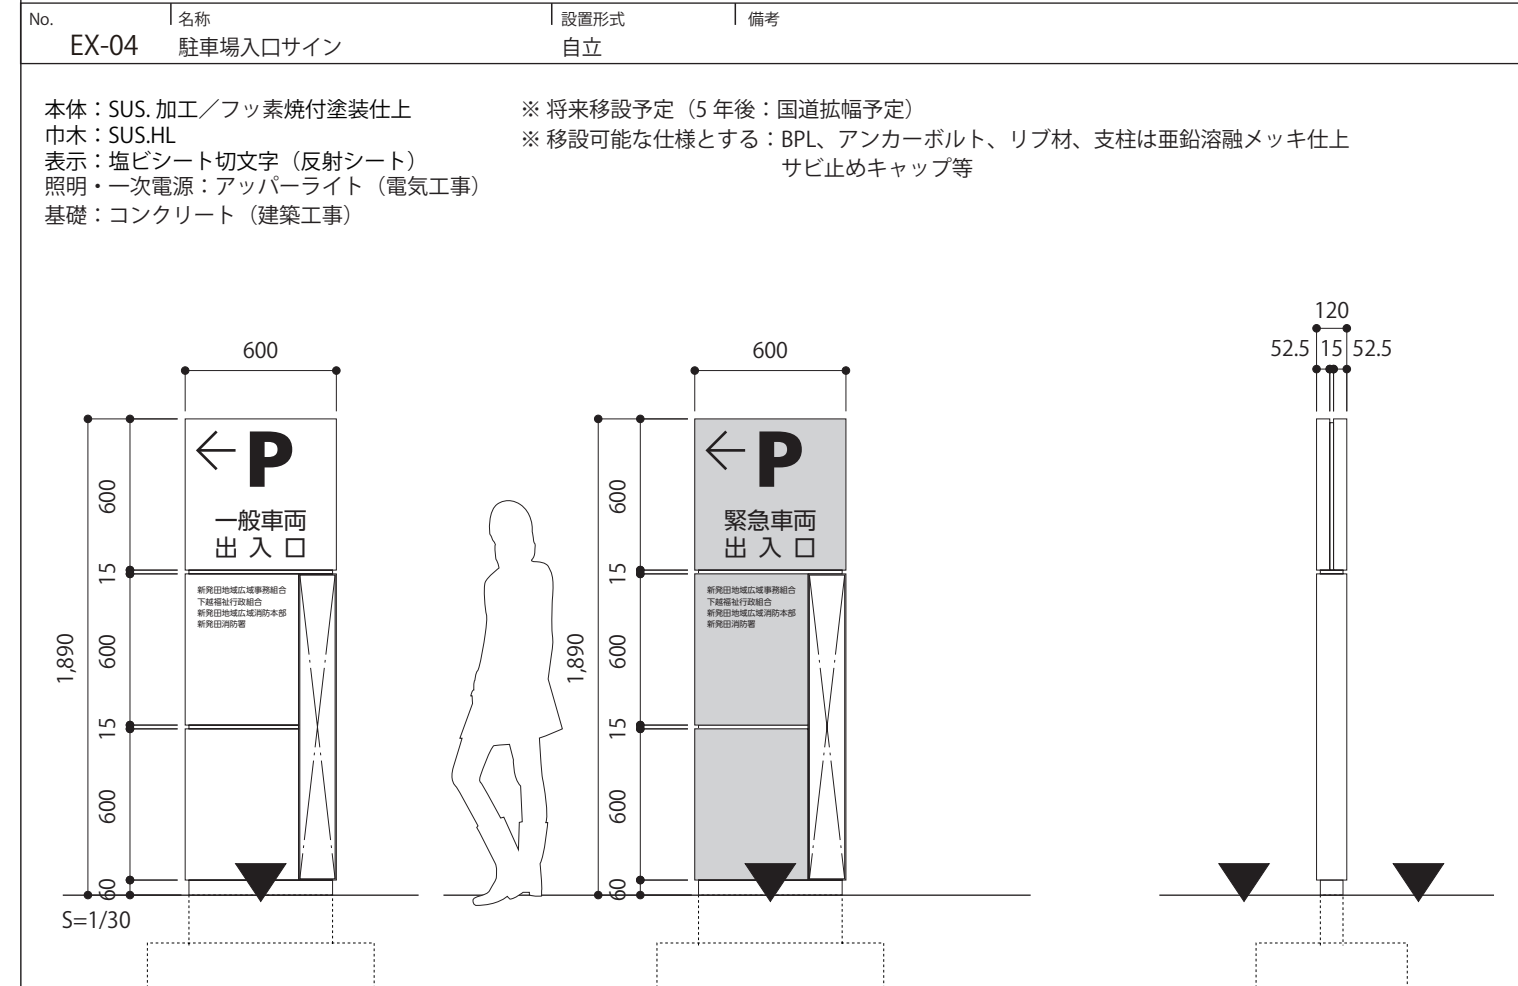 No.
名称
設置形式
備考
EX-04
駐車場入口サイン
自立
本体：SUS. 加工／フッ素焼付塗装仕上
巾木：SUS.HL
表示：塩ビシート切文字（反射シート）
照明・一次電源：アッパーライト（電気工事）
基礎：コンクリート（建築工事）
※ 将来移設予定（5 年後：国道拡幅予定）
※ 移設可能な仕様とする：BPL、アンカーボルト、リブ材、支柱は亜鉛溶融メッキ仕上
サビ止めキャップ等
600
1,890
600
15
600
15
600
60
←P
一般車両
出 入 口
新発田地域広域事務組合
下越福祉行政組合
新発田地域広域消防本部
新発田消防署
S=1/30
600
1,890
600
15
600
15
600
60
←P
緊急車両
出 入 口
新発田地域広域事務組合
下越福祉行政組合
新発田地域広域消防本部
新発田消防署
120
52.5 15 52.5